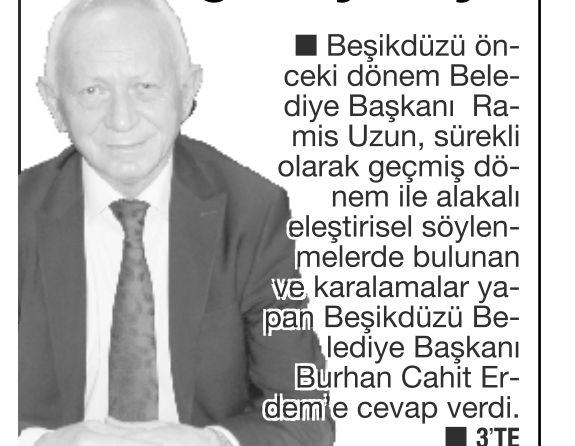 ■ Beşikdüzü ön-
ceki dönem Bele-
diye Başkanı Ra-
mis Uzun, sürekli
olarak geçmiş dö-
nem ile alakalı
eleştirisel söylen-
melerde bulunan
ve karalamalar ya-
pan Beşikdüzü Be-
lediye Başkanı
Burhan Cahit Er-
dem'e cevap verdi.
■ 3'TE